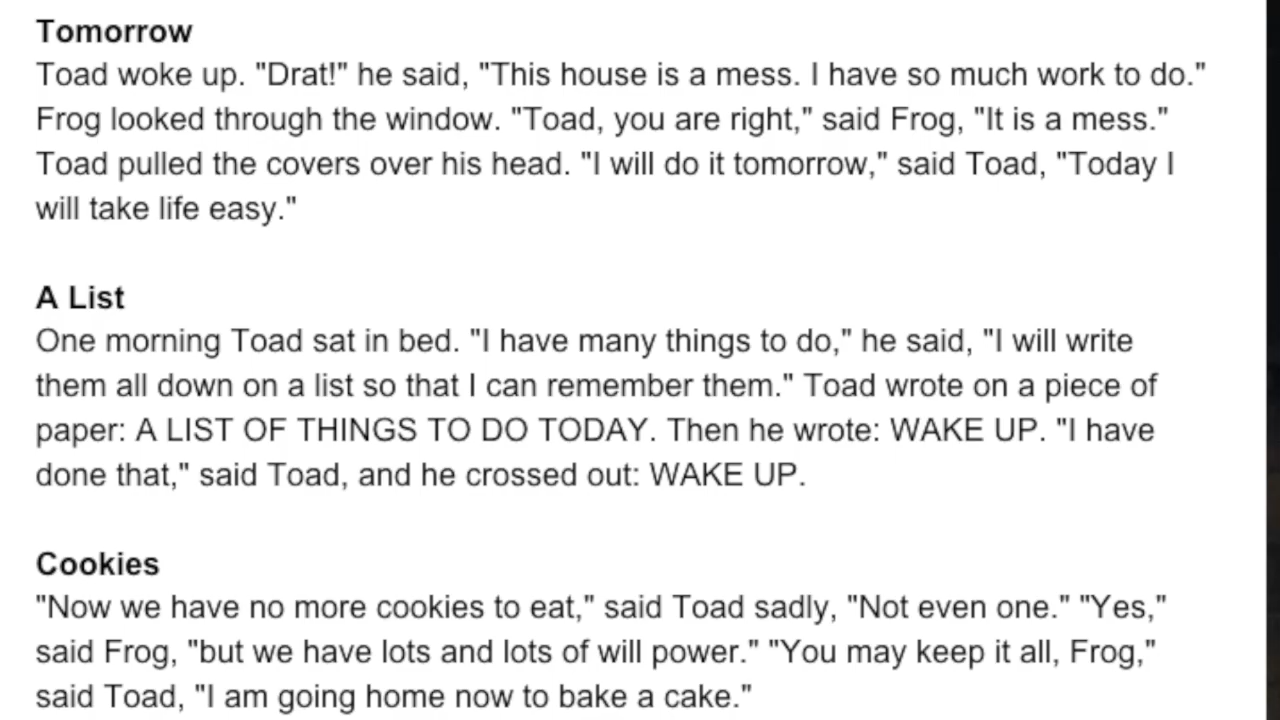 Tomorrow
Toad woke up. "Drat!" he said, "This house is a mess. I have so much work to do."
Frog looked through the window. "Toad, you are right," said Frog, "It is a mess."
Toad pulled the covers over his head. "I will do it tomorrow," said Toad, "Today I
will take life easy."
A List
One morning Toad sat in bed. "I have many things to do," he said, "I will write
them all down on a list so that I can remember them." Toad wrote on a piece of
paper: A LIST OF THINGS TO DO TODAY. Then he wrote: WAKE UP. "I have
done that," said Toad, and he crossed out: WAKE UP.
Cookies
"Now we have no more cookies to eat," said Toad sadly, "Not even one." "Yes,"
said Frog, "but we have lots and lots of will power." "You may keep it all, Frog,"
said Toad, "I am going home now to bake a cake."